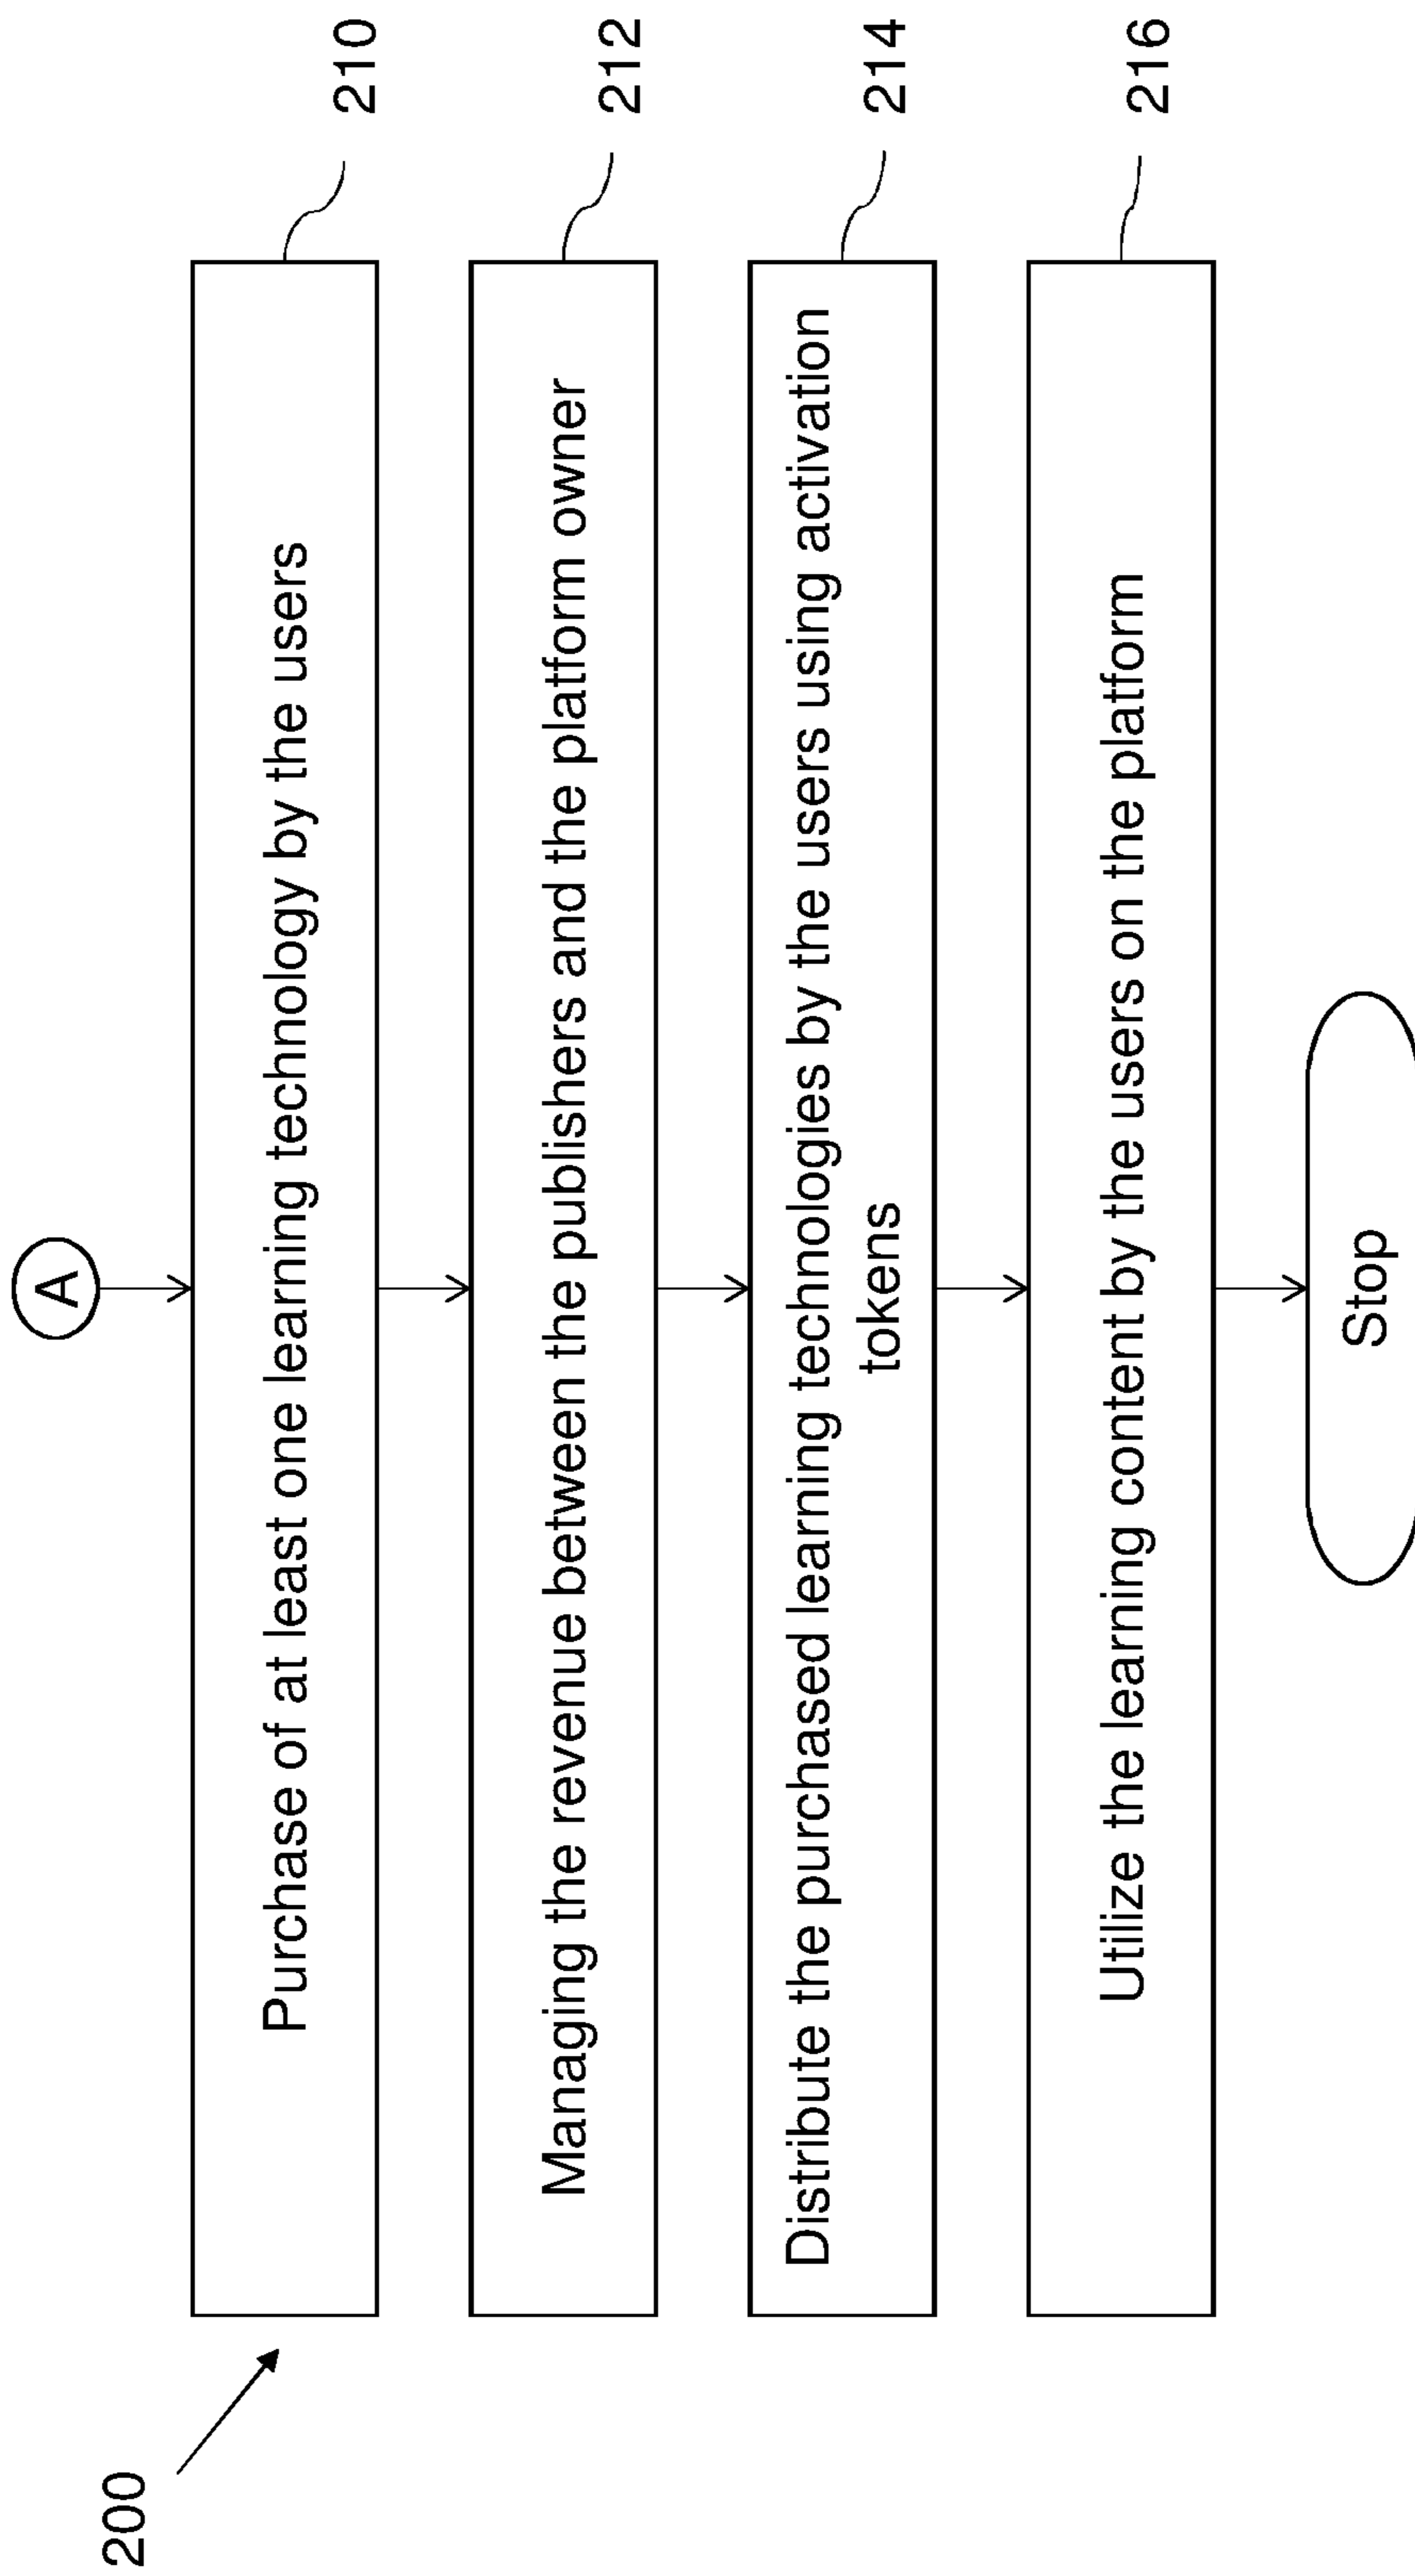 200
A
Purchase of at least one learning technology by the users
210
Managing the revenue between the publishers and the platform owner
212
Distribute the purchased learning technologies by the users using activation
tokens
214
Utilize the learning content by the users on the platform
216
Stop